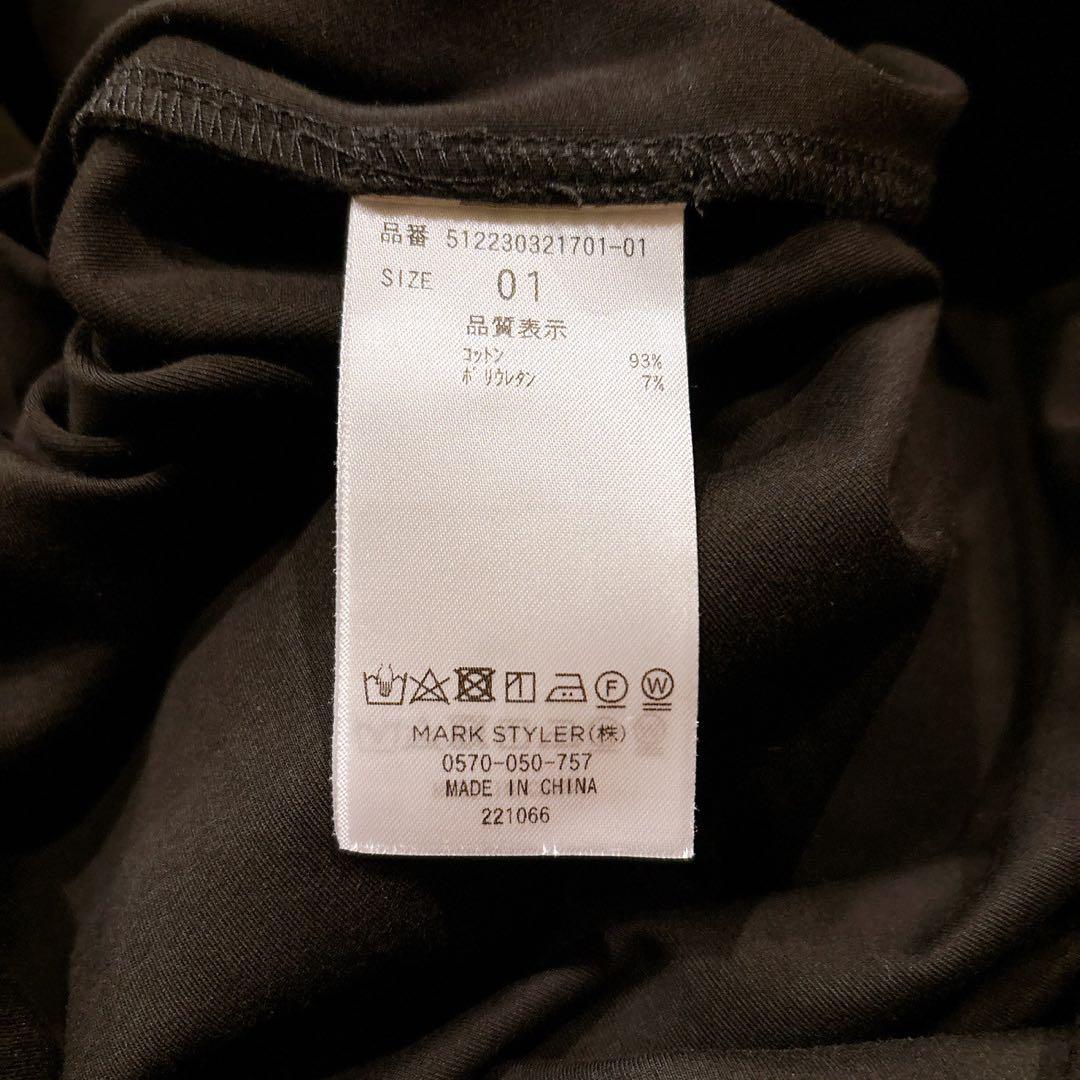 品番 512230321701-01
SIZE 01
品質表示
コットン 93%
ポリウレタン 7%
F W
MARK STYLER(株)
0570-050-757
MADE IN CHINA
221066